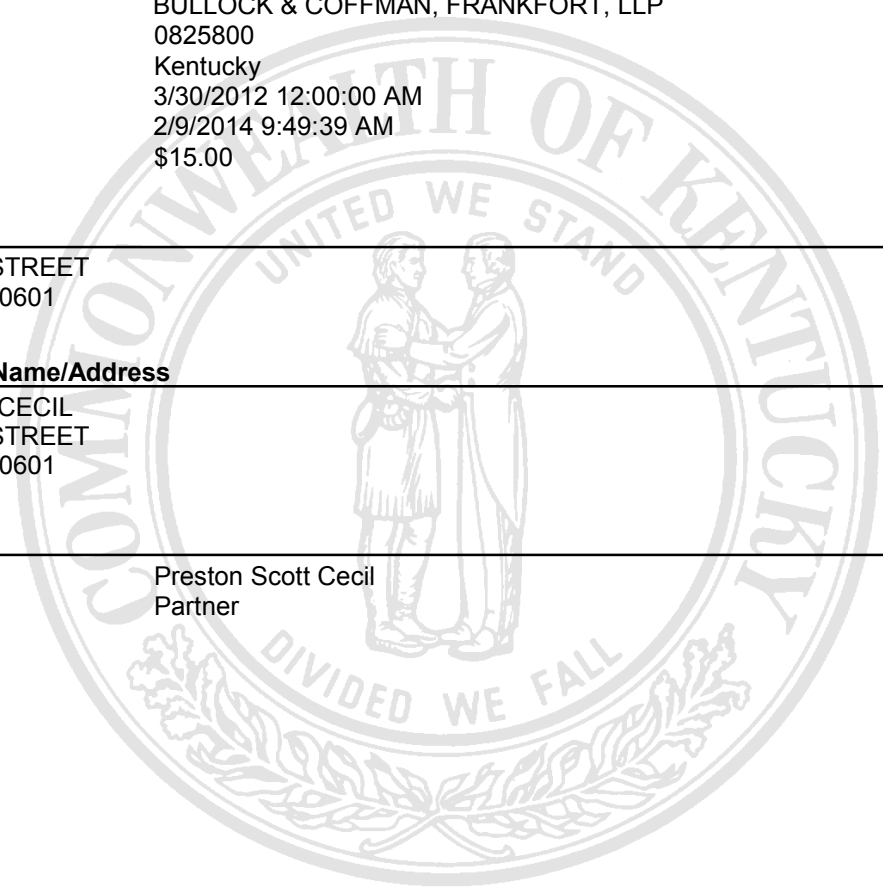 BULLOCK & COFFMAN, FRANKFORT, LLP
0825800
Kentucky
3/30/2012 12:00:00 AM
2/9/2014 9:49:39 AM
$15.00
STREET
0601
Name/Address
CECIL
STREET
0601
Preston Scott Cecil
Partner
COMMONWEALTH OF KENTUCKY
UNITED WE STAND
DIVIDED WE FALL